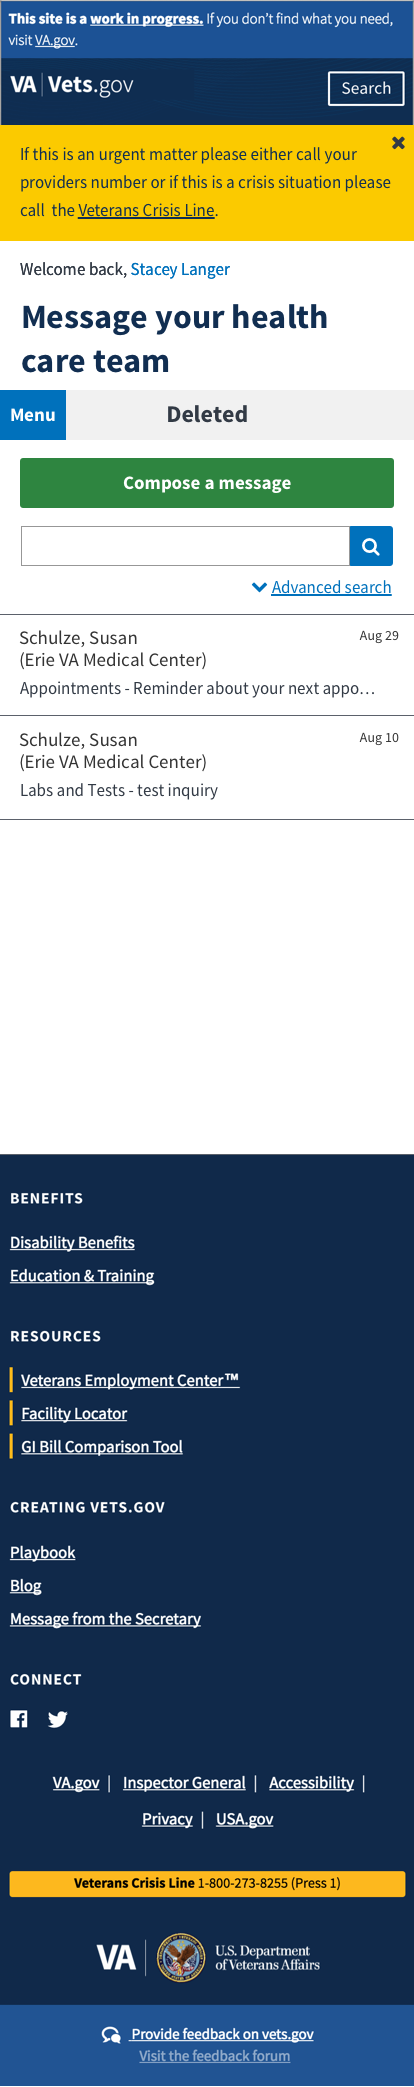 This site is a work in progress. If you don't find what you need,
visit VA.gov.
VA | Vets.gov
Search
If this is an urgent matter please either call your
providers number or if this is a crisis situation please
call the Veterans Crisis Line.
Welcome back, Stacey Langer
Message your health
care team
Menu
Deleted
Compose a message
Advanced search
Schulze, Susan
Aug 29
(Erie VA Medical Center)
Appointments - Reminder about your next appo…
Schulze, Susan
Aug 10
(Erie VA Medical Center)
Labs and Tests - test inquiry
BENEFITS
Disability Benefits
Education & Training
RESOURCES
Veterans Employment Center™
Facility Locator
GI Bill Comparison Tool
CREATING VETS.GOV
Playbook
Blog
Message from the Secretary
CONNECT
VA.gov | Inspector General | Accessibility |
Privacy | USA.gov
Veterans Crisis Line 1-800-273-8255 (Press 1)
VA
U.S. Department
of Veterans Affairs
Provide feedback on vets.gov
Visit the feedback forum